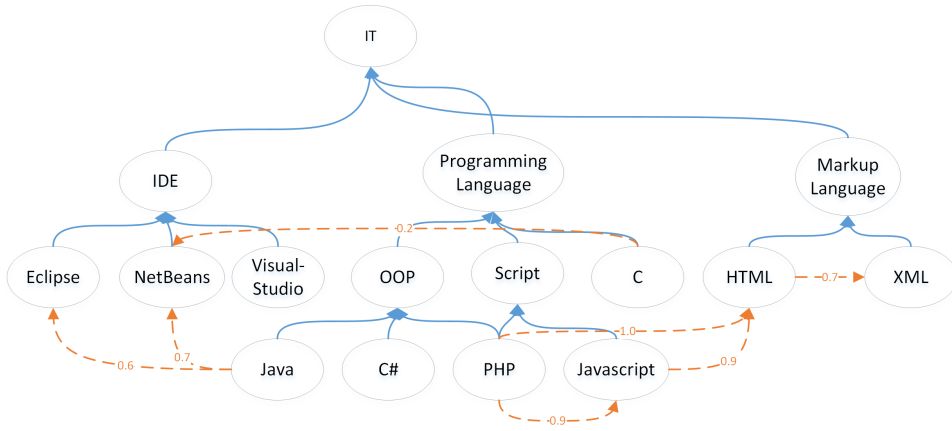 IT
Programming
Language
Markup
Language
IDE
0.2
Eclipse
NetBeans
Visual-
Studio
OOP
Script
C
HTML
0.7
XML
0.6
0.7
1.0
0.9
Java
C#
PHP
Javascript
0.9